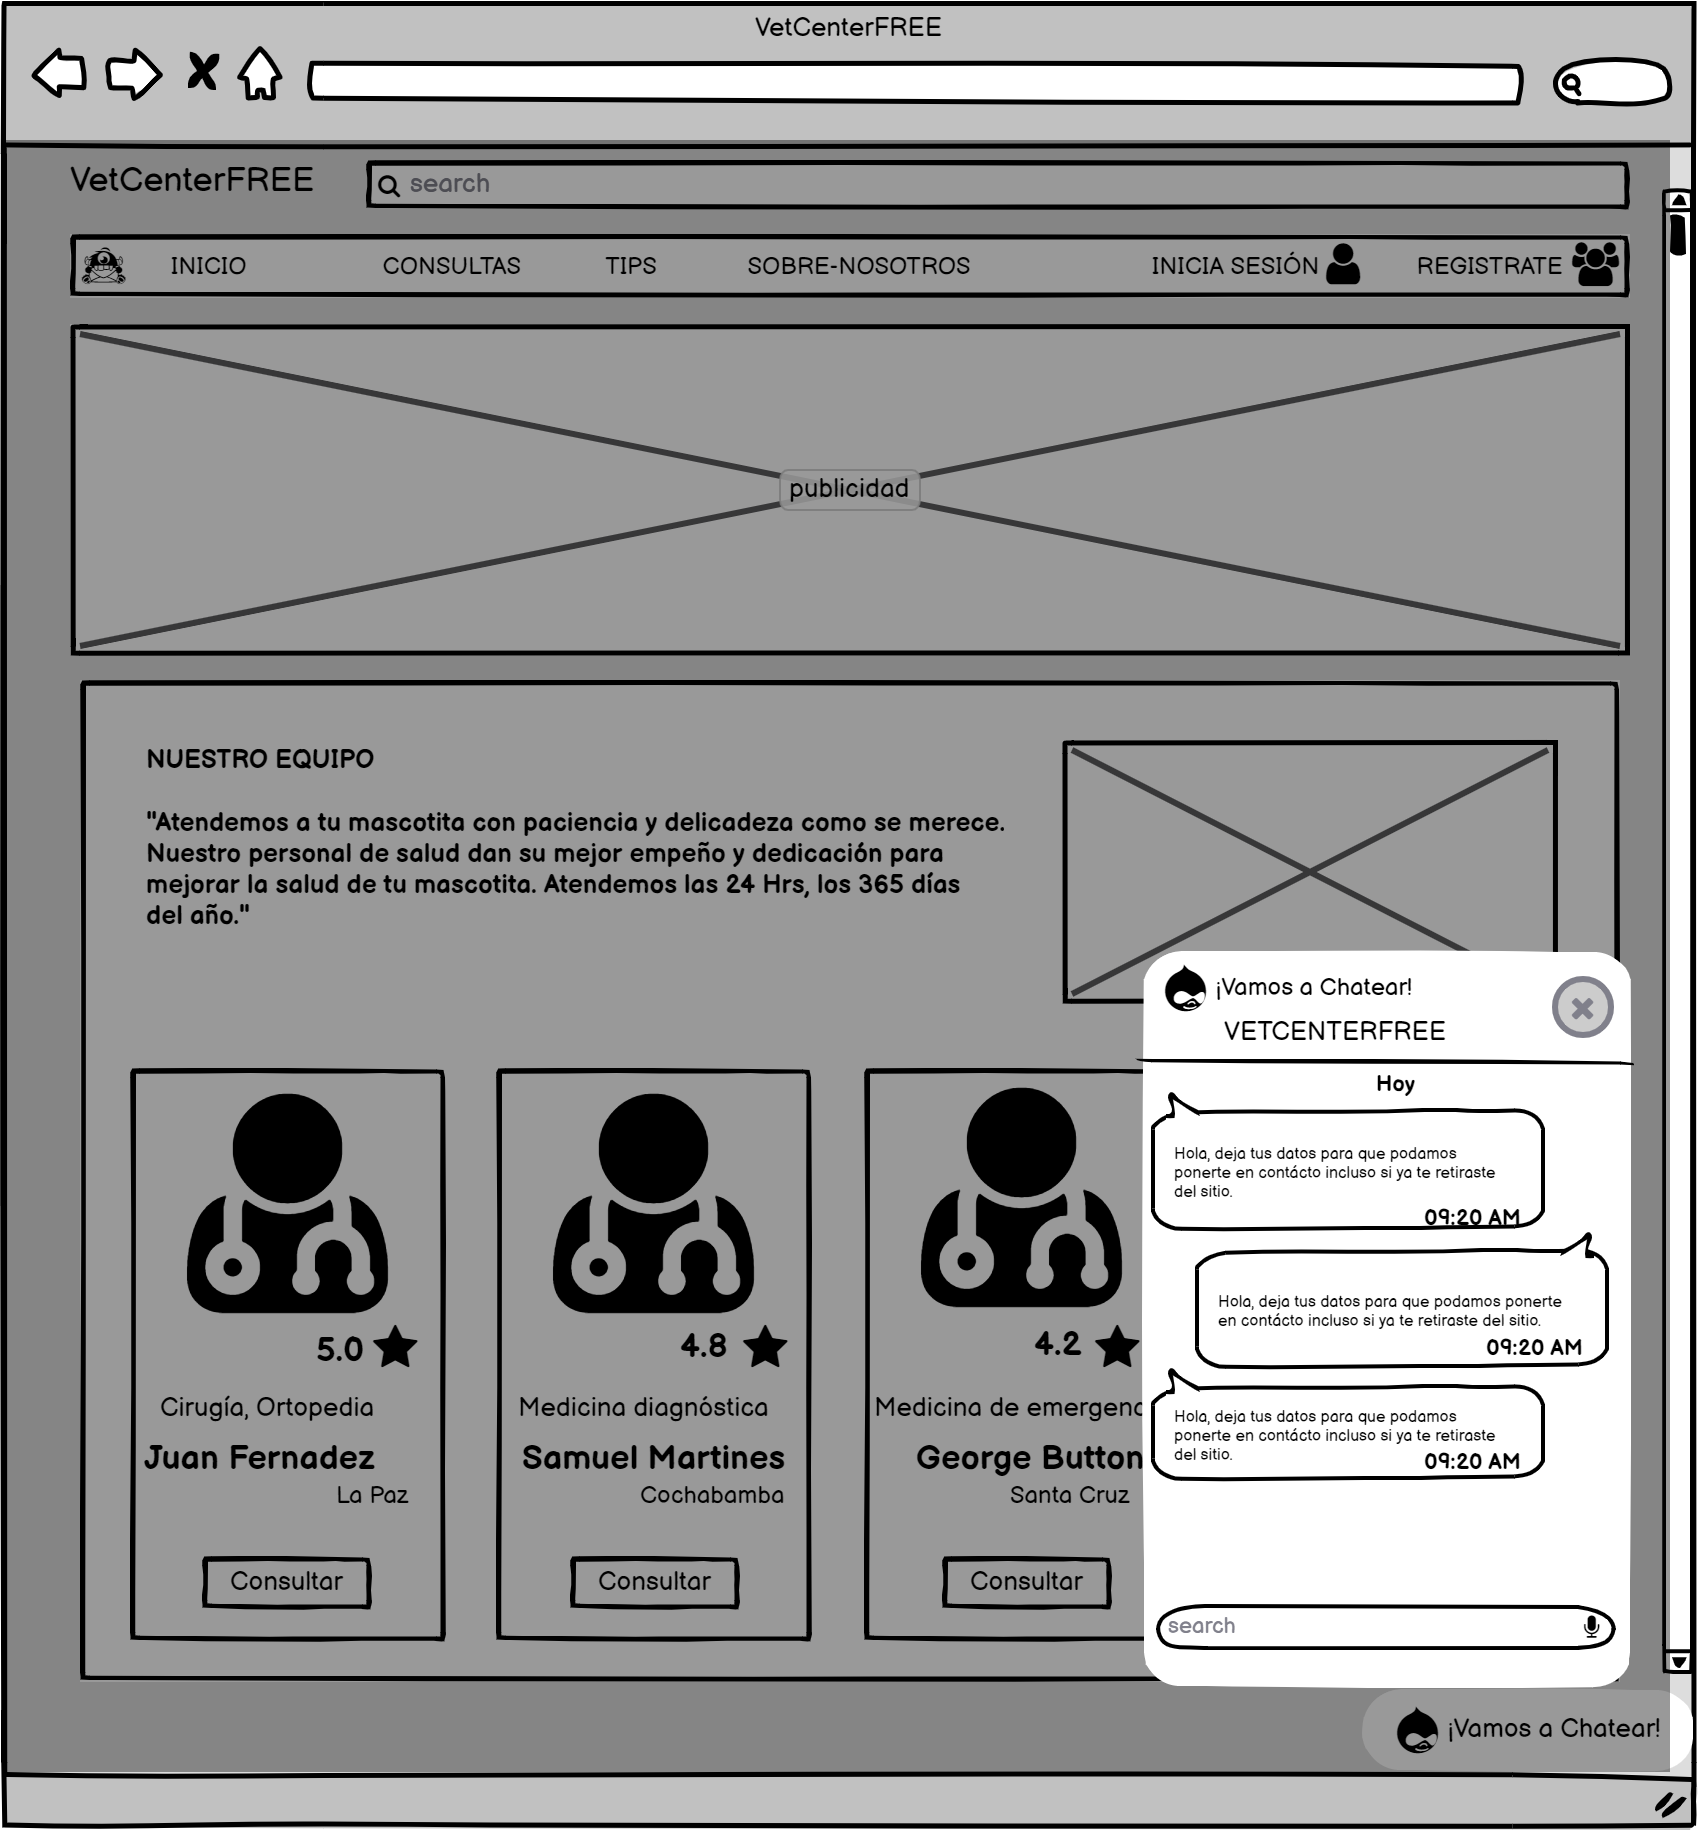 VetCenterFREE
VetCenterFREE
search
INICIO
CONSULTAS
TIPS
SOBRE-NOSOTROS
INICIA SESIÓN
REGISTRATE
publicidad
NUESTRO EQUIPO
"Atendemos a tu mascotita con paciencia y delicadeza como se merece.
Nuestro personal de salud dan su mejor empeño y dedicación para
mejorar la salud de tu mascotita. Atendemos las 24 Hrs, los 365 días
del año."
5.0
Cirugía, Ortopedia
Juan Fernadez
La Paz
Consultar
4.8
Medicina diagnóstica
Samuel Martines
Cochabamba
Consultar
4.2
Medicina de emergenc
George Button
Santa Cruz
Consultar
¡Vamos a Chatear!
VETCENTERFREE
Hoy
Hola, deja tus datos para que podamos
ponerte en contácto incluso si ya te retiraste
del sitio.
09:20 AM
Hola, deja tus datos para que podamos ponerte
en contácto incluso si ya te retiraste del sitio.
09:20 AM
Hola, deja tus datos para que podamos
ponerte en contácto incluso si ya te retiraste
del sitio.
09:20 AM
search
¡Vamos a Chatear!